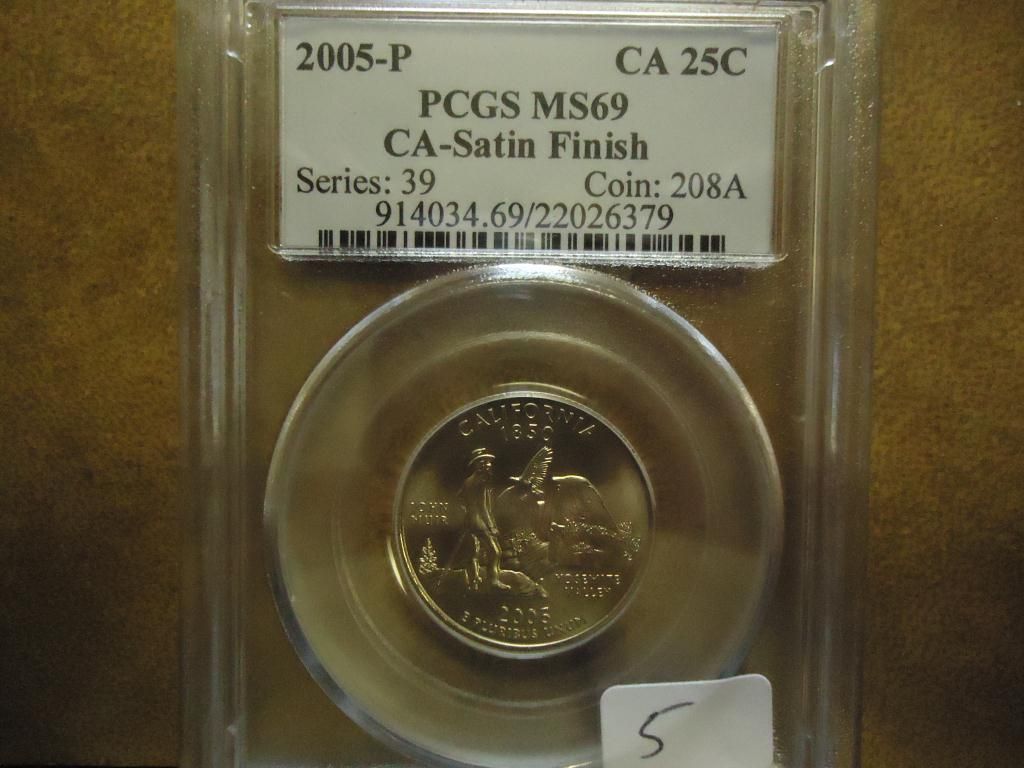 2005-P CA 25C
PCGS MS69
CA-Satin Finish
Series: 39 Coin: 208A
914034.69/22026379
CALIFORNIA
1850
JOHN
MUIR
YOSEMITE
VALLEY
2005
E PLURIBUS UNUM
5